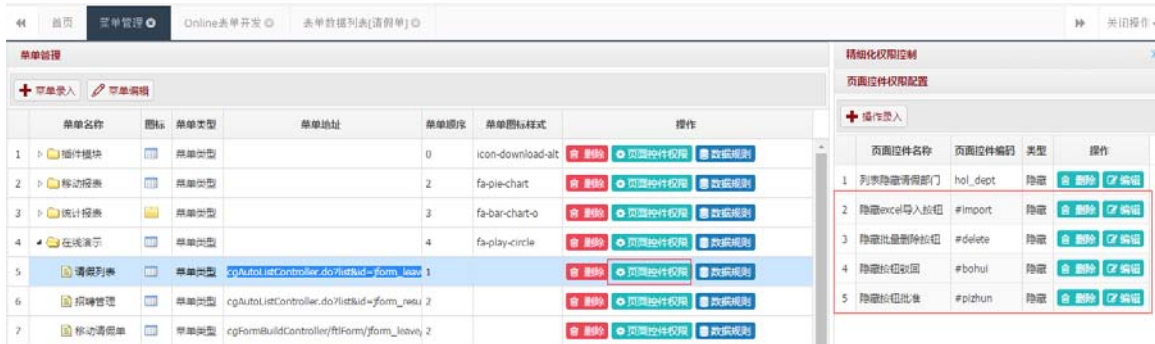 首页 菜单管理 Online表单开发 表单数据列表[请假单] 关闭操作
菜单管理
菜单录入 菜单编辑
菜单名称 图标 菜单类型 菜单地址 菜单顺序 菜单图标样式 操作
1 插件模块 菜单类型 0 icon-download-alt 删除 页面控件权限 数据规则
2 移动报表 菜单类型 2 fa-pie-chart 删除 页面控件权限 数据规则
3 统计报表 菜单类型 3 fa-bar-chart-o 删除 页面控件权限 数据规则
4 在线演示 菜单类型 4 fa-play-circle 删除 页面控件权限 数据规则
5 请假列表 菜单类型 cgAutoListController.do?list&id=jform_leav 1 删除 页面控件权限 数据规则
6 招聘管理 菜单类型 cgAutoListController.do?list&id=jform_resu 2 删除 页面控件权限 数据规则
7 移动请假单 菜单类型 cgFormBuildController/ftlForm/jform_leave/ 2 删除 页面控件权限 数据规则
精细化权限控制
页面控件权限配置
操作录入
页面控件名称 页面控件编码 类型 操作
1 列表隐藏请假部门 hol_dept 隐藏 删除 编辑
2 隐藏excel导入按钮 #import 隐藏 删除 编辑
3 隐藏批量删除按钮 #delete 隐藏 删除 编辑
4 隐藏按钮驳回 #bohui 隐藏 删除 编辑
5 隐藏按钮批准 #pizhun 隐藏 删除 编辑